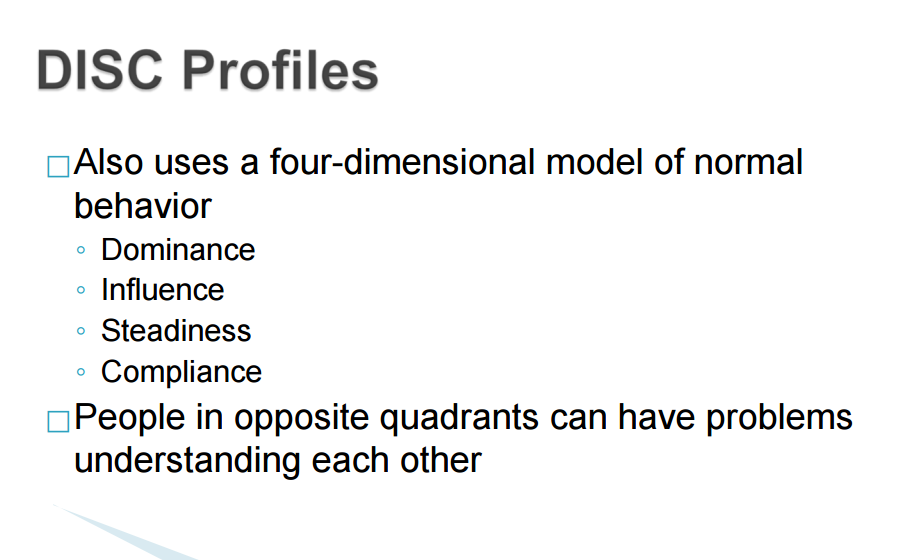 DISC Profiles
□Also uses a four-dimensional model of normal
behavior
◦ Dominance
◦ Influence
◦ Steadiness
◦ Compliance
□People in opposite quadrants can have problems
understanding each other